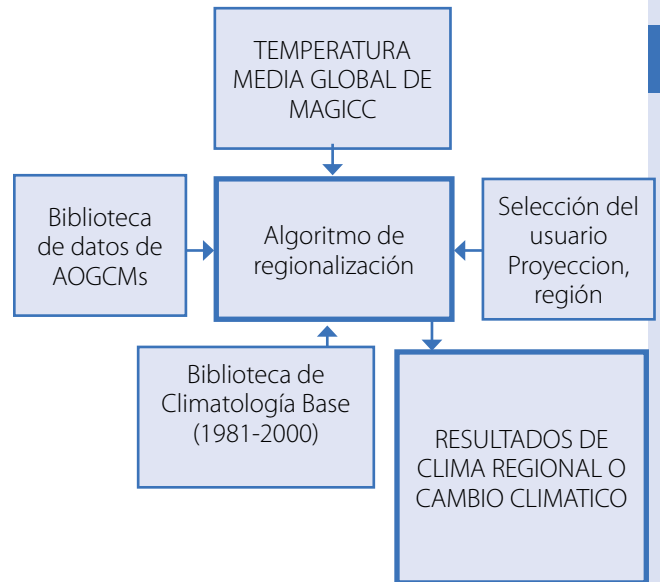 TEMPERATURA
MEDIA GLOBAL DE
MAGICC
Biblioteca
de datos de
AOGCMs
Algoritmo de
regionalización
Selección del
usuario
Proyeccion,
región
Biblioteca de
Climatología Base
(1981-2000)
RESULTADOS DE
CLIMA REGIONAL O
CAMBIO CLIMATICO